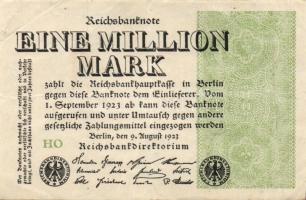 Reichsbanknote
EINE MILLION
MARK
zahlt die Reichsbankhauptkasse in Berlin
gegen diese Banknote dem Einlieferer. Vom
1. September 1923 ab kann diese Banknote
aufgerufen und unter Umtausch gegen andere
gesetzliche Zahlungsmittel eingezogen werden
Berlin, den 9. August 1923
HO
Reichsbankdirektorium